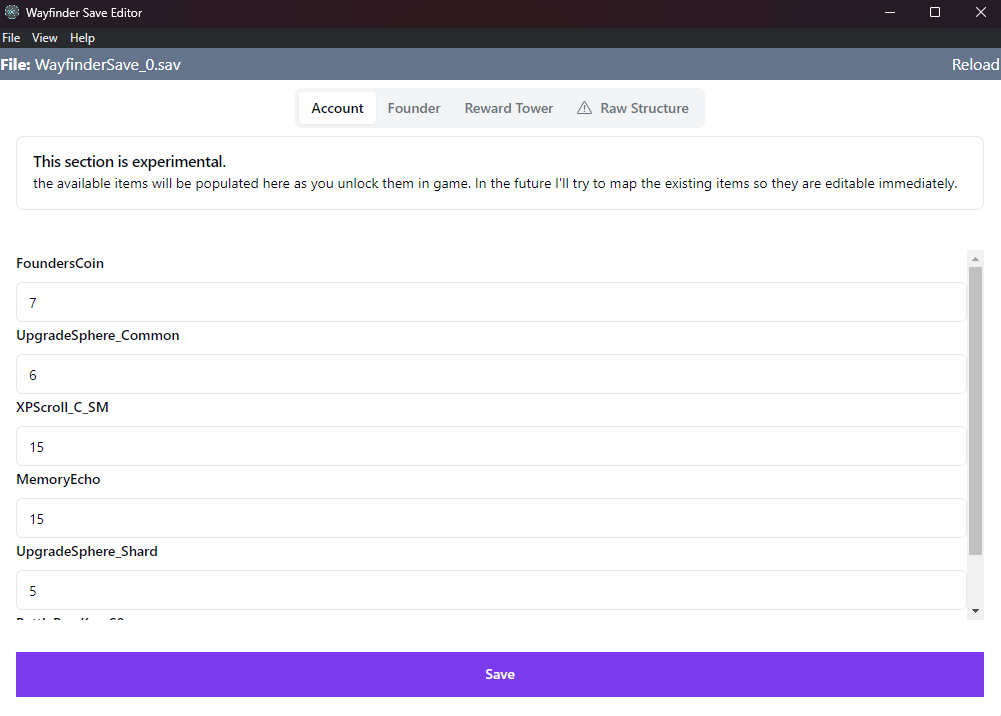 Wayfinder Save Editor
File View Help
File: WayfinderSave_0.sav Reload
Account Founder Reward Tower Raw Structure
This section is experimental.
the available items will be populated here as you unlock them in game. In the future I'll try to map the existing items so they are editable immediately.
FoundersCoin
7
UpgradeSphere_Common
6
XPScroll_C_SM
15
MemoryEcho
15
UpgradeSphere_Shard
5
Save